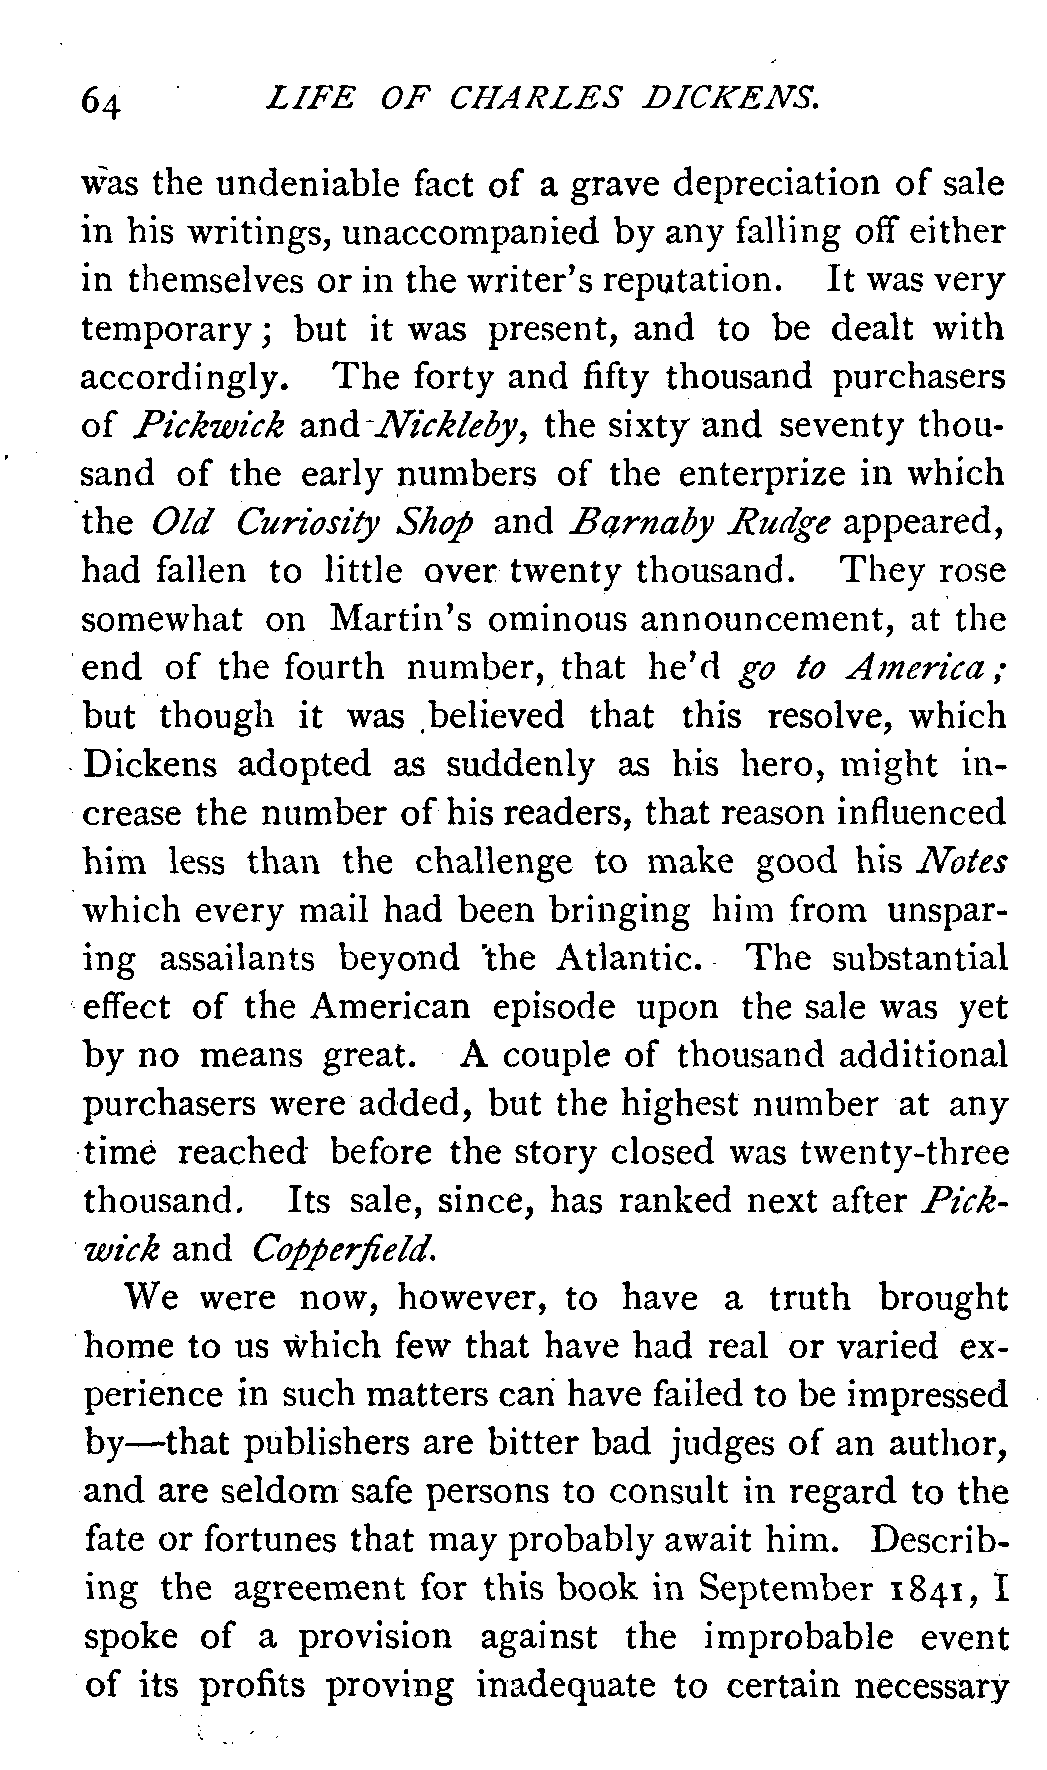 64 LIFE OF CHARLES DICKENS.
was the undeniable fact of a grave depreciation of sale
in his writings, unaccompanied by any falling off either
in themselves or in the writer's reputation. It was very
temporary; but it was present, and to be dealt with
accordingly. The forty and fifty thousand purchasers
of Pickwick and Nickleby, the sixty and seventy thou-
sand of the early numbers of the enterprize in which
the Old Curiosity Shop and Barnaby Rudge appeared,
had fallen to little over twenty thousand. They rose
somewhat on Martin's ominous announcement, at the
end of the fourth number, that he'd go to America;
but though it was believed that this resolve, which
Dickens adopted as suddenly as his hero, might in-
crease the number of his readers, that reason influenced
him less than the challenge to make good his Notes
which every mail had been bringing him from unspar-
ing assailants beyond the Atlantic. The substantial
effect of the American episode upon the sale was yet
by no means great. A couple of thousand additional
purchasers were added, but the highest number at any
time reached before the story closed was twenty-three
thousand. Its sale, since, has ranked next after Pick-
wick and Copperfield.
We were now, however, to have a truth brought
home to us which few that have had real or varied ex-
perience in such matters can have failed to be impressed
by—that publishers are bitter bad judges of an author,
and are seldom safe persons to consult in regard to the
fate or fortunes that may probably await him. Describ-
ing the agreement for this book in September 1841, I
spoke of a provision against the improbable event
of its profits proving inadequate to certain necessary